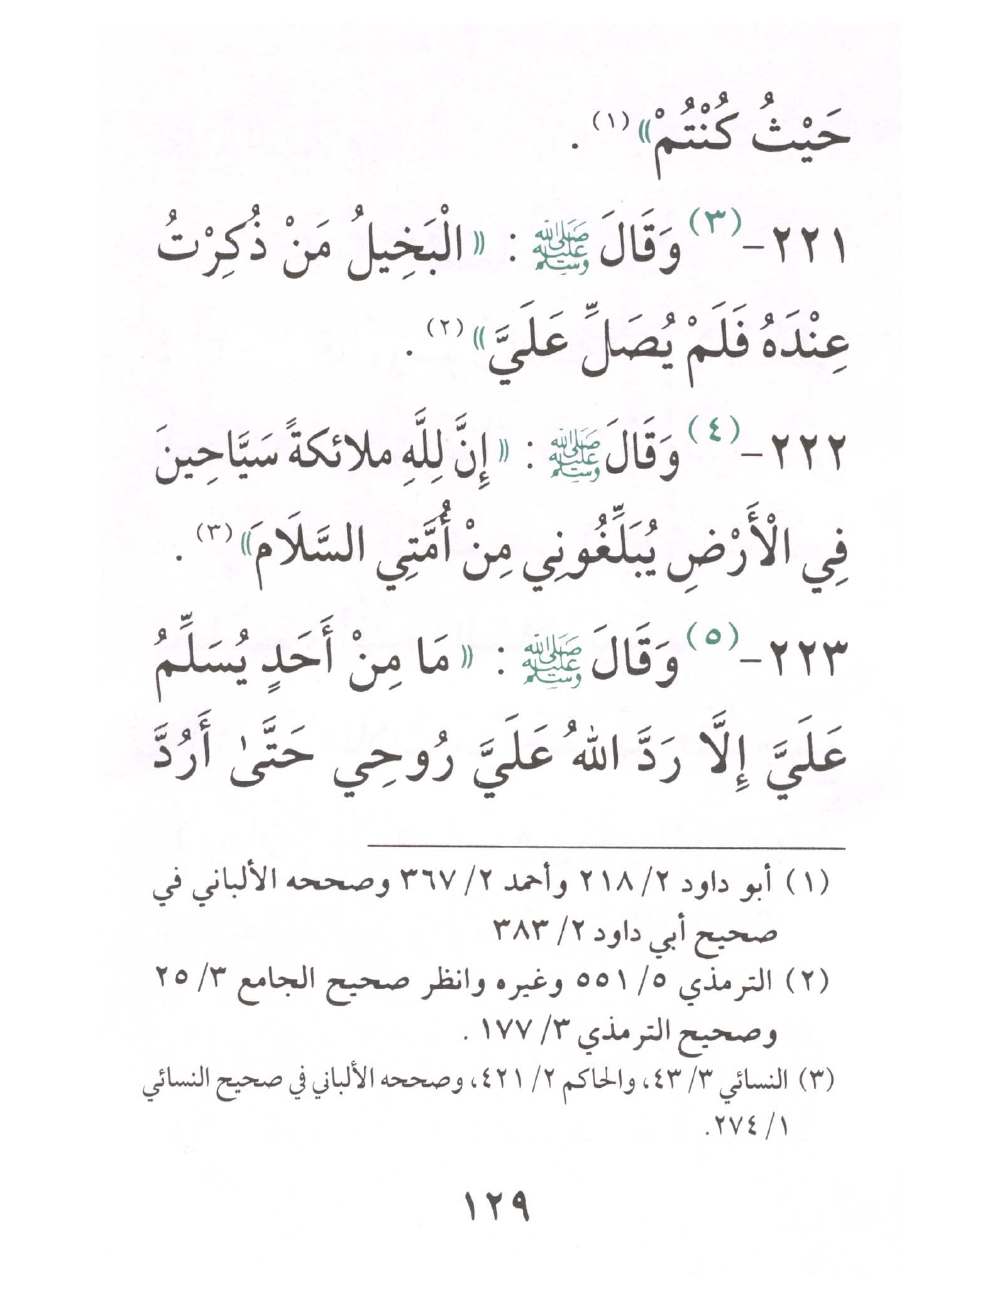 حَيْثُ كُنْتُمْ»(١) .
٢٢١-(٣) وَقَالَ ﷺ : «الْبَخِيلُ مَنْ ذُكِرْتُ
عِنْدَهُ فَلَمْ يُصَلِّ عَلَيَّ»(٢) .
٢٢٢-(٤) وَقَالَ ﷺ : «إِنَّ لِلَّهِ ملائكةً سَيَّاحِينَ
فِي الْأَرْضِ يُبَلِّغُونِي مِنْ أُمَّتِي السَّلَامَ»(٣) .
٢٢٣-(٥) وَقَالَ ﷺ : «مَا مِنْ أَحَدٍ يُسَلِّمُ
عَلَيَّ إِلَّا رَدَّ اللهُ عَلَيَّ رُوحِي حَتَّىٰ أَرُدَّ
(١) أبو داود ٢١٨/٢ وأحمد ٣٦٧/٢ وصححه الألباني في
صحيح أبي داود ٣٨٣/٢
(٢) الترمذي ٥٥١/٥ وغيره وانظر صحيح الجامع ٢٥/٣
وصحيح الترمذي ١٧٧/٣ .
(٣) النسائي ٤٣/٣، والحاكم ٤٢١/٢، وصححه الألباني في صحيح النسائي
٢٧٤/١.
١٢٩